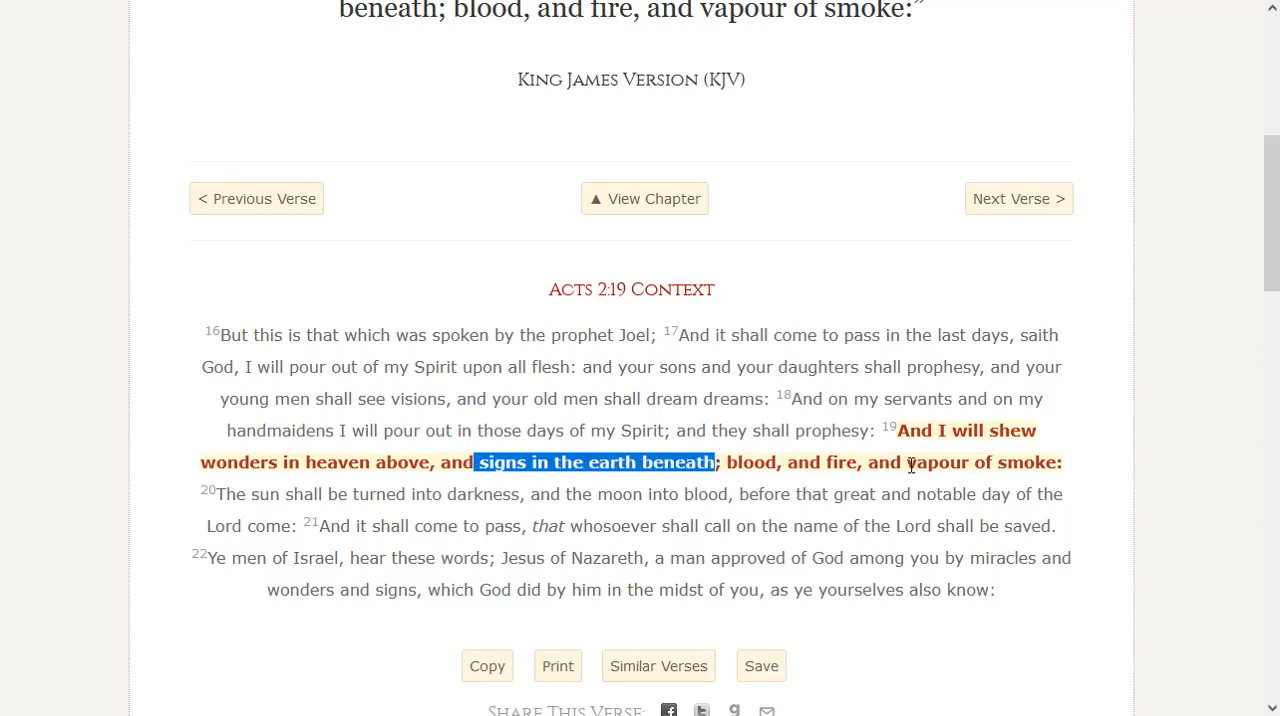 beneath; blood, and fire, and vapour of smoke:”
King James Version (KJV)
< Previous Verse
▲ View Chapter
Next Verse >
Acts 2:19 Context
16But this is that which was spoken by the prophet Joel; 17And it shall come to pass in the last days, saith
God, I will pour out of my Spirit upon all flesh: and your sons and your daughters shall prophesy, and your
young men shall see visions, and your old men shall dream dreams: 18And on my servants and on my
handmaidens I will pour out in those days of my Spirit; and they shall prophesy: 19And I will shew
wonders in heaven above, and signs in the earth beneath; blood, and fire, and vapour of smoke:
20The sun shall be turned into darkness, and the moon into blood, before that great and notable day of the
Lord come: 21And it shall come to pass, that whosoever shall call on the name of the Lord shall be saved.
22Ye men of Israel, hear these words; Jesus of Nazareth, a man approved of God among you by miracles and
wonders and signs, which God did by him in the midst of you, as ye yourselves also know:
Copy
Print
Similar Verses
Save
Share This Verse: